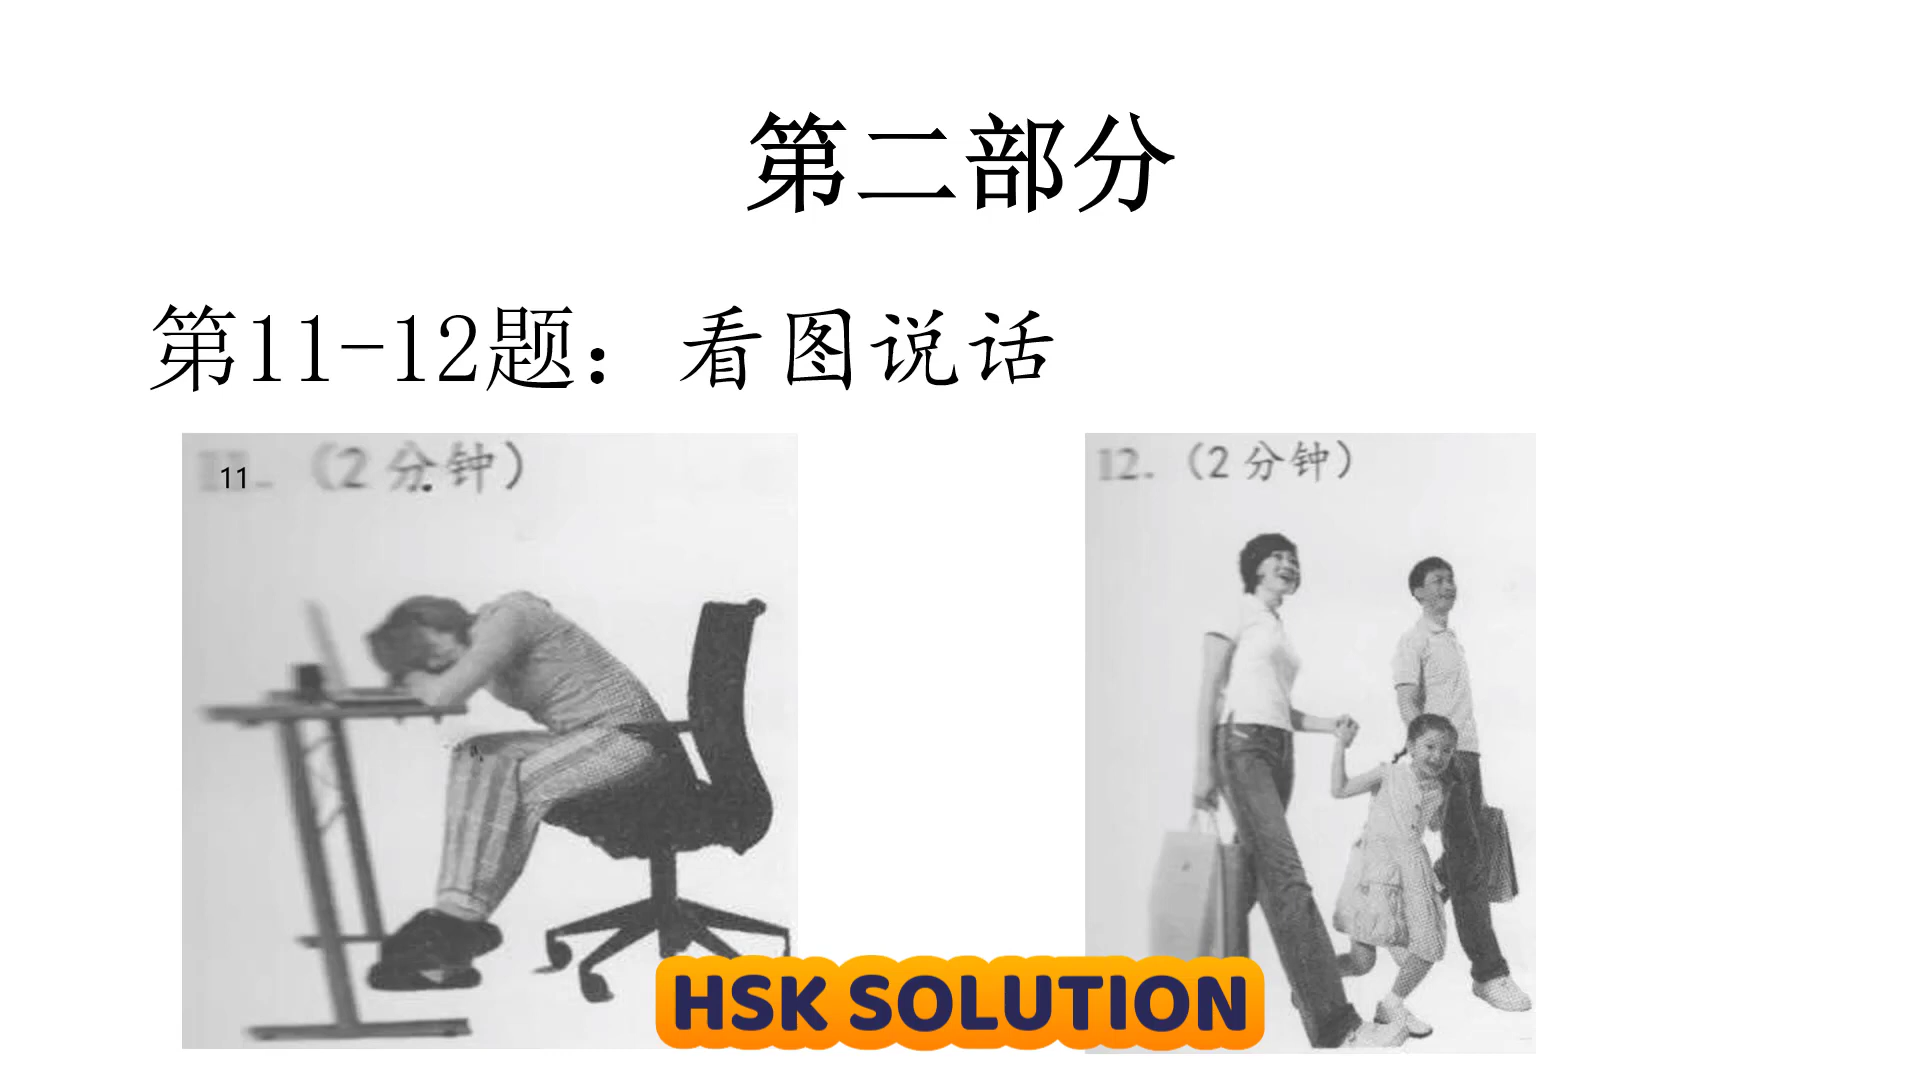 第二部分
第11-12题：看图说话
11
（2分钟）
12.（2分钟）
HSK SOLUTION